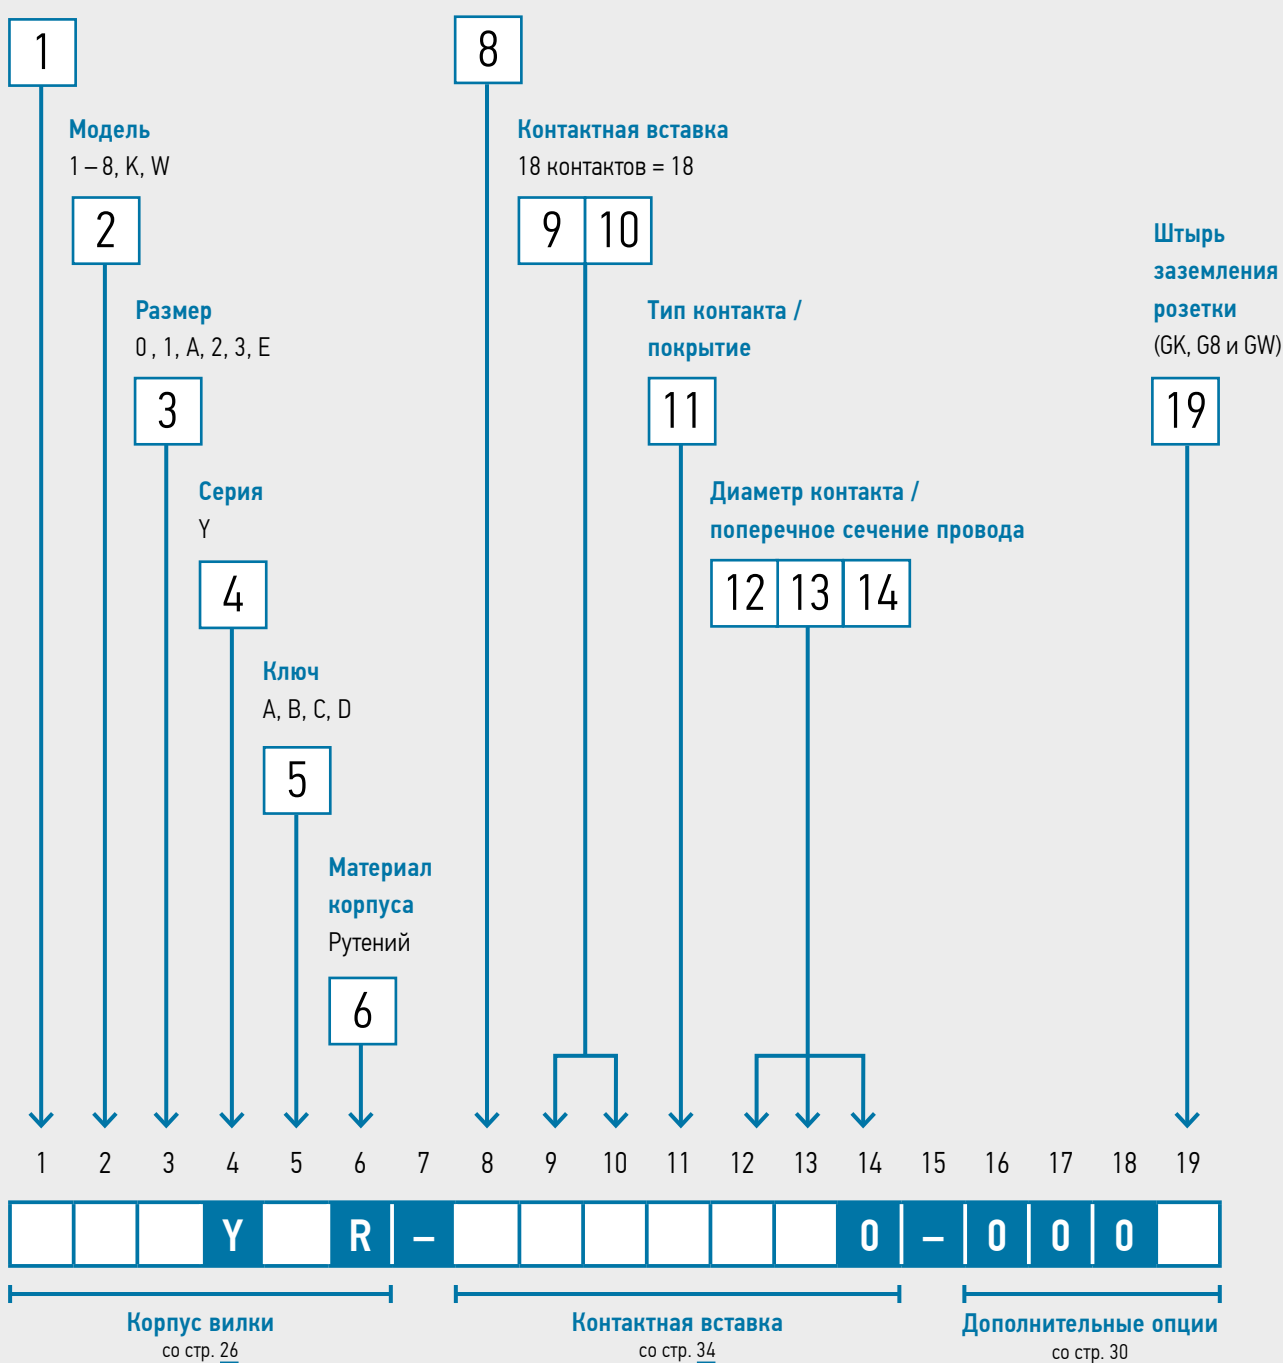 1
8
Модель
1 – 8, K, W
Контактная вставка
18 контактов = 18
2
9 10
Штырь
заземления
розетки
(GK, G8 и GW)
Размер
0 , 1, A, 2, 3, E
Тип контакта /
покрытие
3
11
19
Серия
Y
Диаметр контакта /
поперечное сечение провода
4
12 13 14
Ключ
A, B, C, D
5
Материал
корпуса
Рутений
6
1 2 3 4 5 6 7 8 9 10 11 12 13 14 15 16 17 18 19
Y R – 0 – 0 0 0
Корпус вилки
со стр. 26
Контактная вставка
со стр. 34
Дополнительные опции
со стр. 30